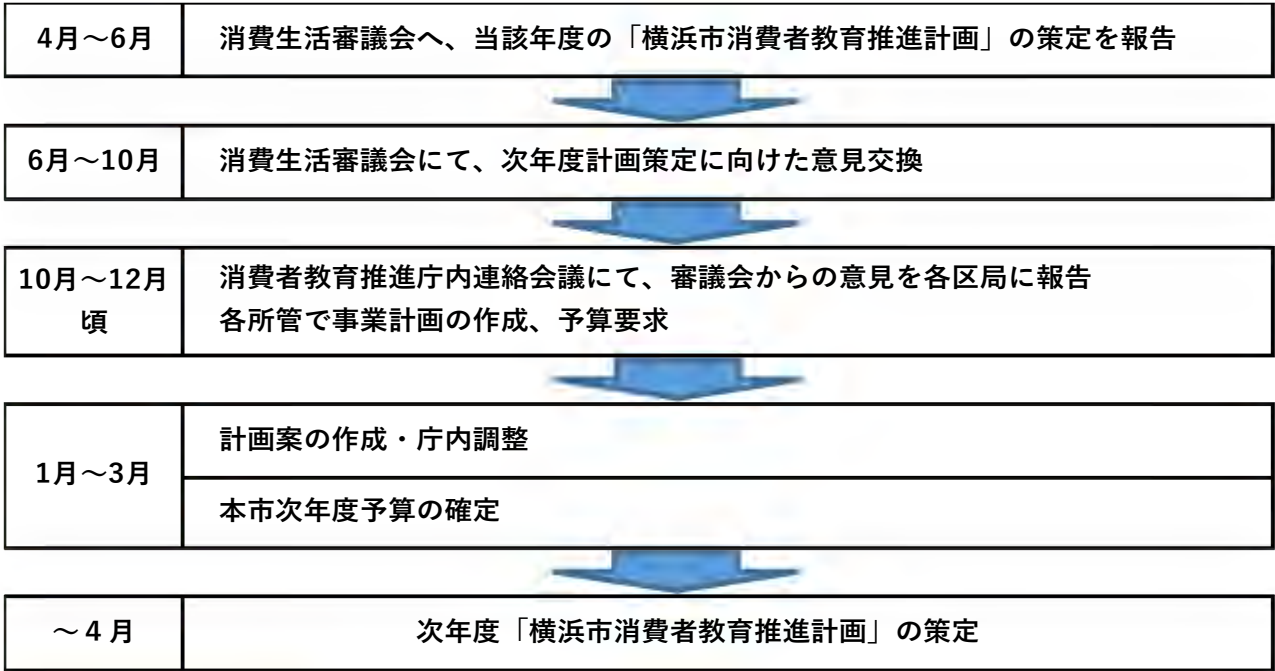 4月～6月
消費生活審議会へ、当該年度の「横浜市消費者教育推進計画」の策定を報告
6月～10月
消費生活審議会にて、次年度計画策定に向けた意見交換
10月～12月
頃
消費者教育推進庁内連絡会議にて、審議会からの意見を各区局に報告
各所管で事業計画の作成、予算要求
1月～3月
計画案の作成・庁内調整
本市次年度予算の確定
～４月
次年度「横浜市消費者教育推進計画」の策定